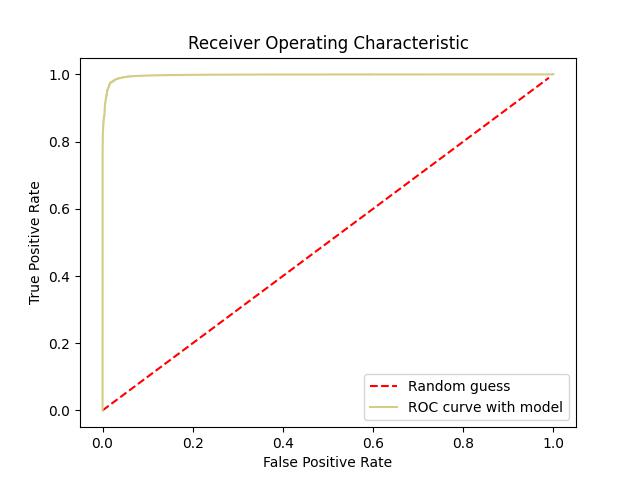 Receiver Operating Characteristic
True Positive Rate
1.0
0.8
0.6
0.4
0.2
0.0
0.0 0.2 0.4 0.6 0.8 1.0
False Positive Rate
Random guess
ROC curve with model